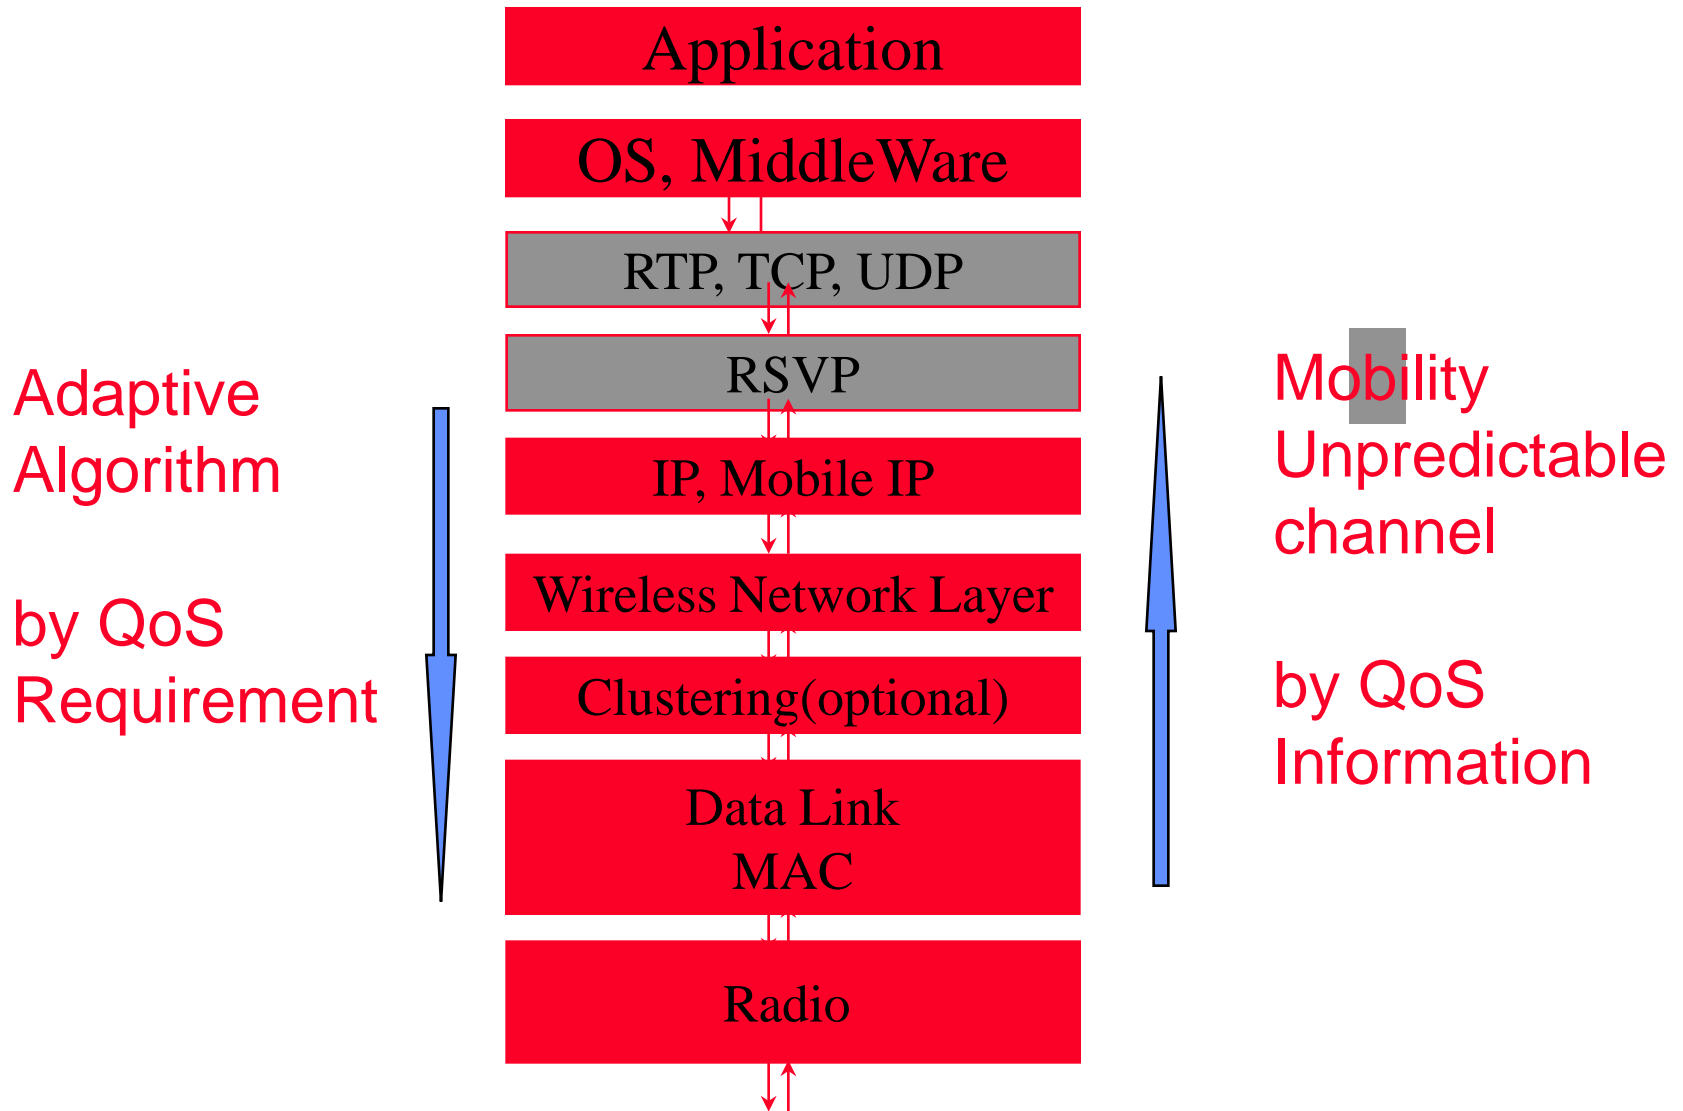 Application
OS, MiddleWare
RTP, TCP, UDP
RSVP
IP, Mobile IP
Wireless Network Layer
Clustering(optional)
Data Link
MAC
Radio
Adaptive
Algorithm
by QoS
Requirement
Mobility
Unpredictable
channel
by QoS
Information